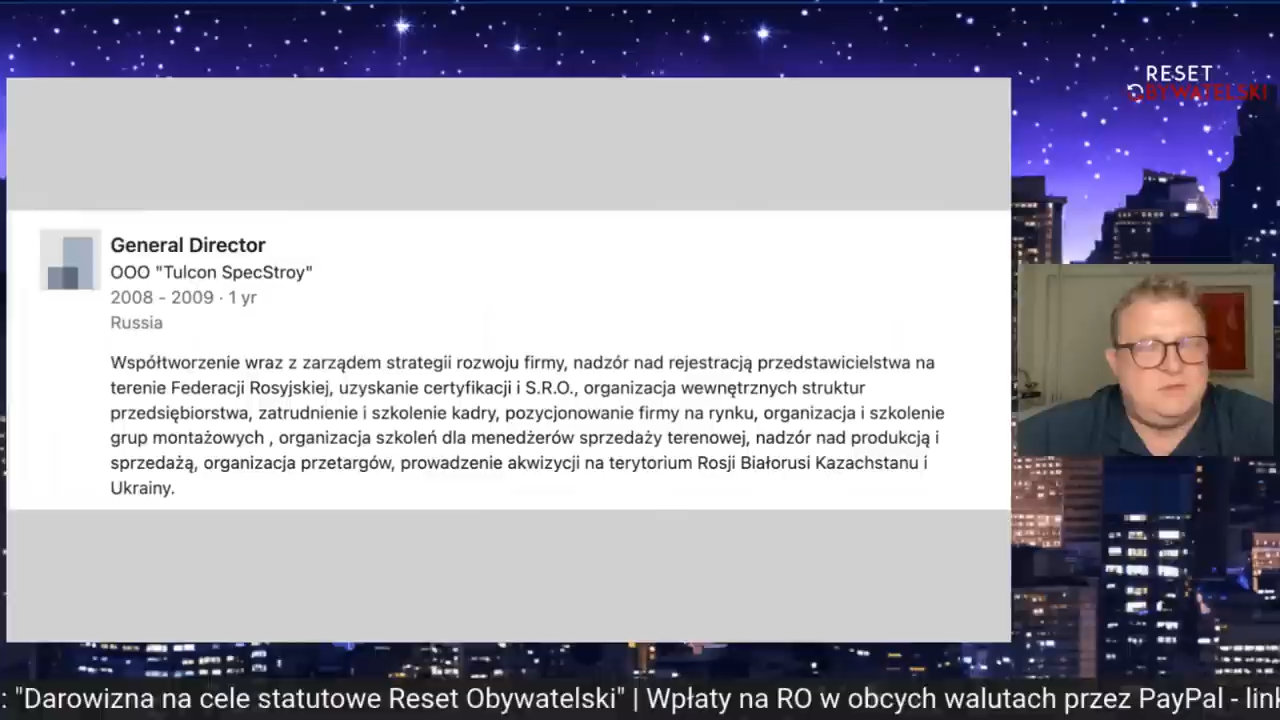 RESET
OBYWATELSKI
General Director
OOO "Tulcon SpecStroy"
2008 - 2009 · 1 yr
Russia
Współtworzenie wraz z zarządem strategii rozwoju firmy, nadzór nad rejestracją przedstawicielstwa na
terenie Federacji Rosyjskiej, uzyskanie certyfikacji i S.R.O., organizacja wewnętrznych struktur
przedsiębiorstwa, zatrudnienie i szkolenie kadry, pozycjonowanie firmy na rynku, organizacja i szkolenie
grup montażowych , organizacja szkoleń dla menedżerów sprzedaży terenowej, nadzór nad produkcją i
sprzedażą, organizacja przetargów, prowadzenie akwizycji na terytorium Rosji Białorusi Kazachstanu i
Ukrainy.
: "Darowizna na cele statutowe Reset Obywatelski" | Wpłaty na RO w obcych walutach przez PayPal - link